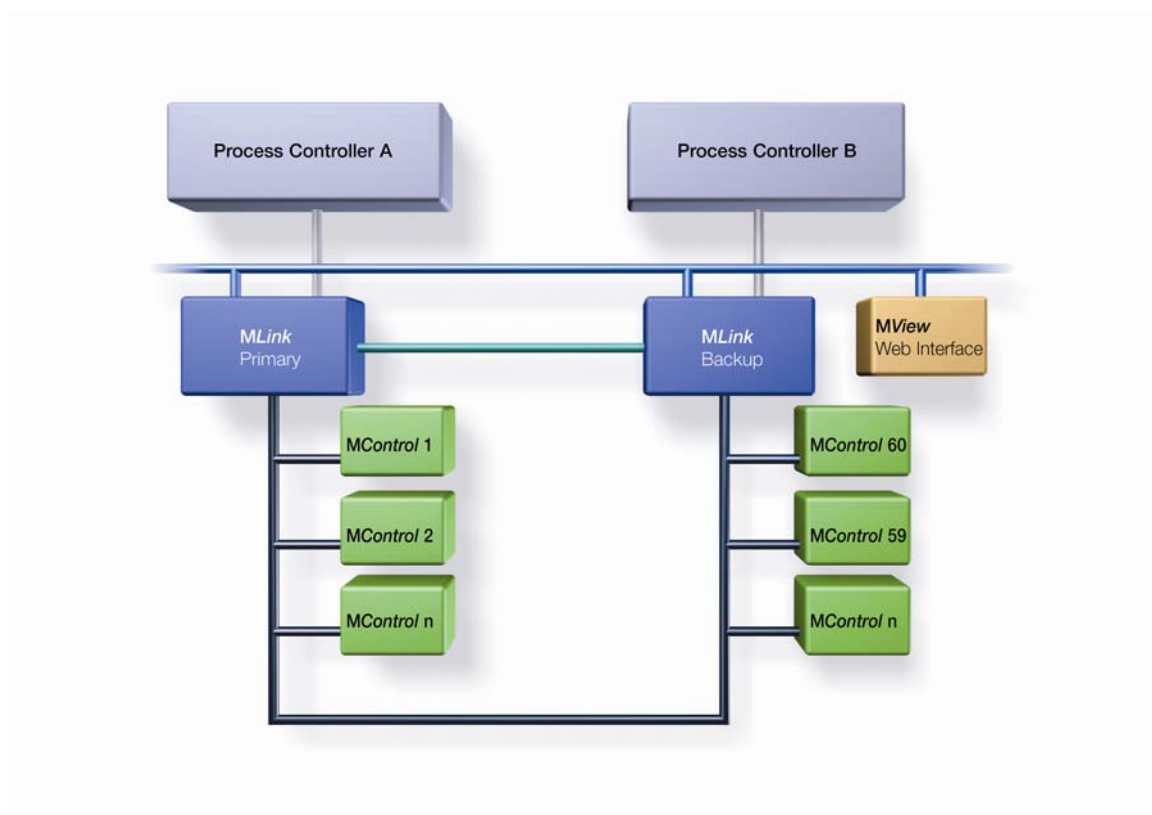 Process Controller A
Process Controller B
MLink
Primary
MLink
Backup
MView
Web Interface
MControl 1
MControl 2
MControl n
MControl 60
MControl 59
MControl n